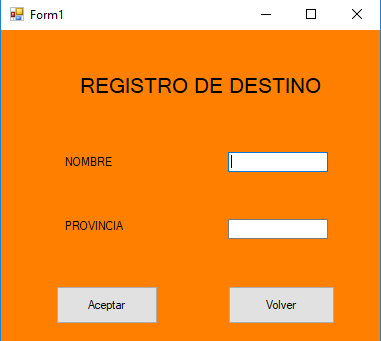 Form1
REGISTRO DE DESTINO
NOMBRE
PROVINCIA
Aceptar
Volver